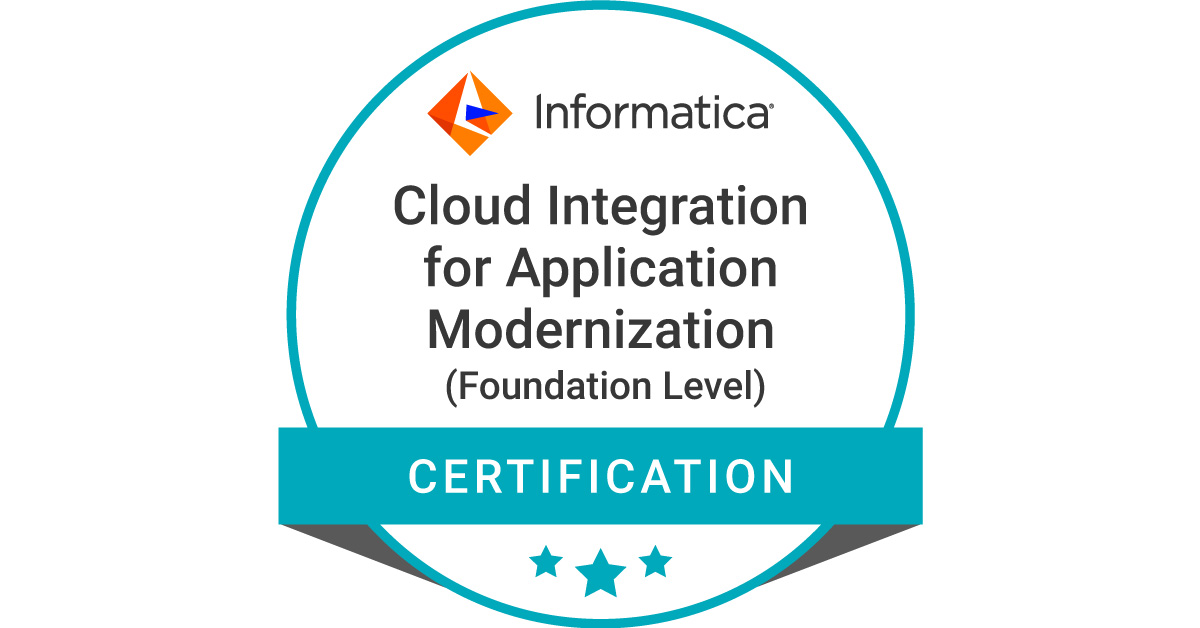 Informatica®
Cloud Integration
for Application
Modernization
(Foundation Level)
CERTIFICATION